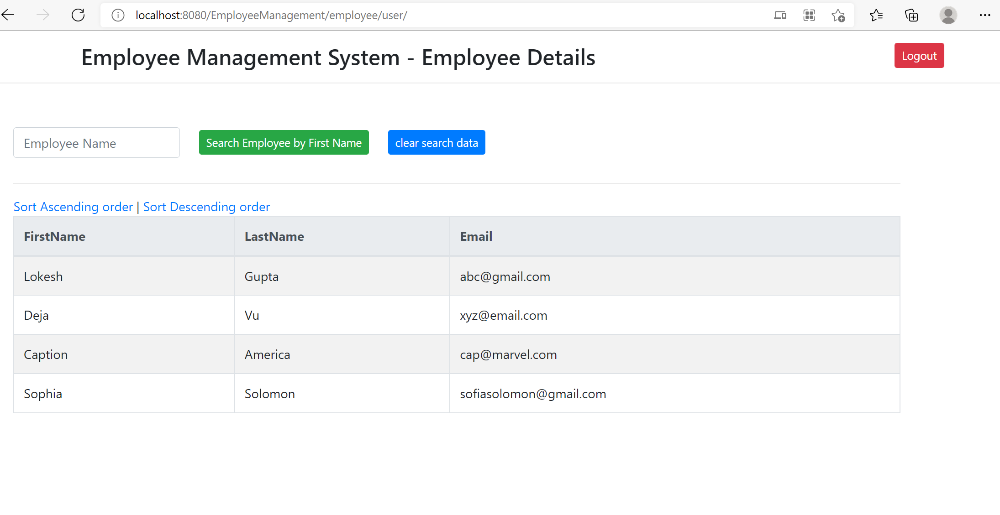 localhost:8080/EmployeeManagement/employee/user/
Employee Management System - Employee Details
Logout
Employee Name Search Employee by First Name clear search data
Sort Ascending order | Sort Descending order
FirstName LastName Email
Lokesh Gupta abc@gmail.com
Deja Vu xyz@email.com
Caption America cap@marvel.com
Sophia Solomon sofiasolomon@gmail.com